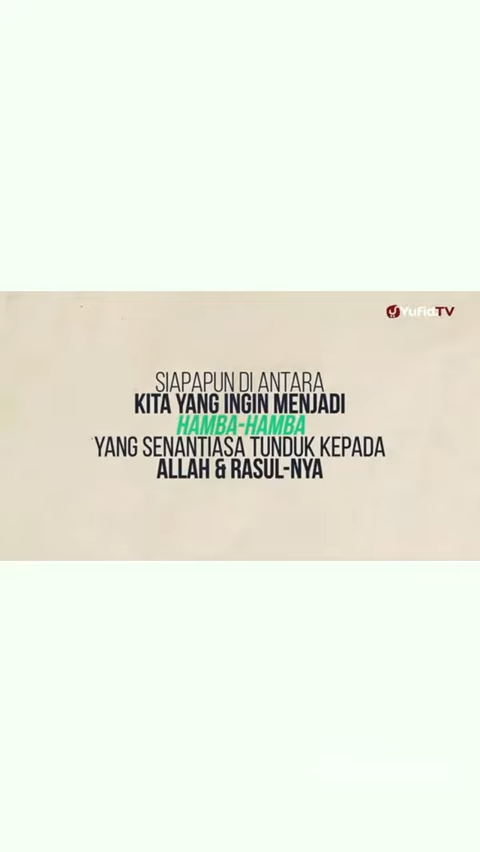 YufidTV
SIAPAPUN DI ANTARA
KITA YANG INGIN MENJADI
HAMBA-HAMBA
YANG SENANTIASA TUNDUK KEPADA
ALLAH & RASUL-NYA